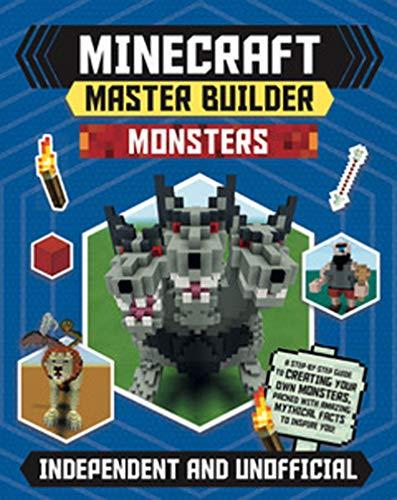 MINECRAFT
MASTER BUILDER
MONSTERS
A STEP-BY-STEP GUIDE
TO CREATING YOUR
OWN MONSTERS,
PACKED WITH AMAZING
MYTHICAL FACTS
TO INSPIRE YOU!
INDEPENDENT AND UNOFFICIAL